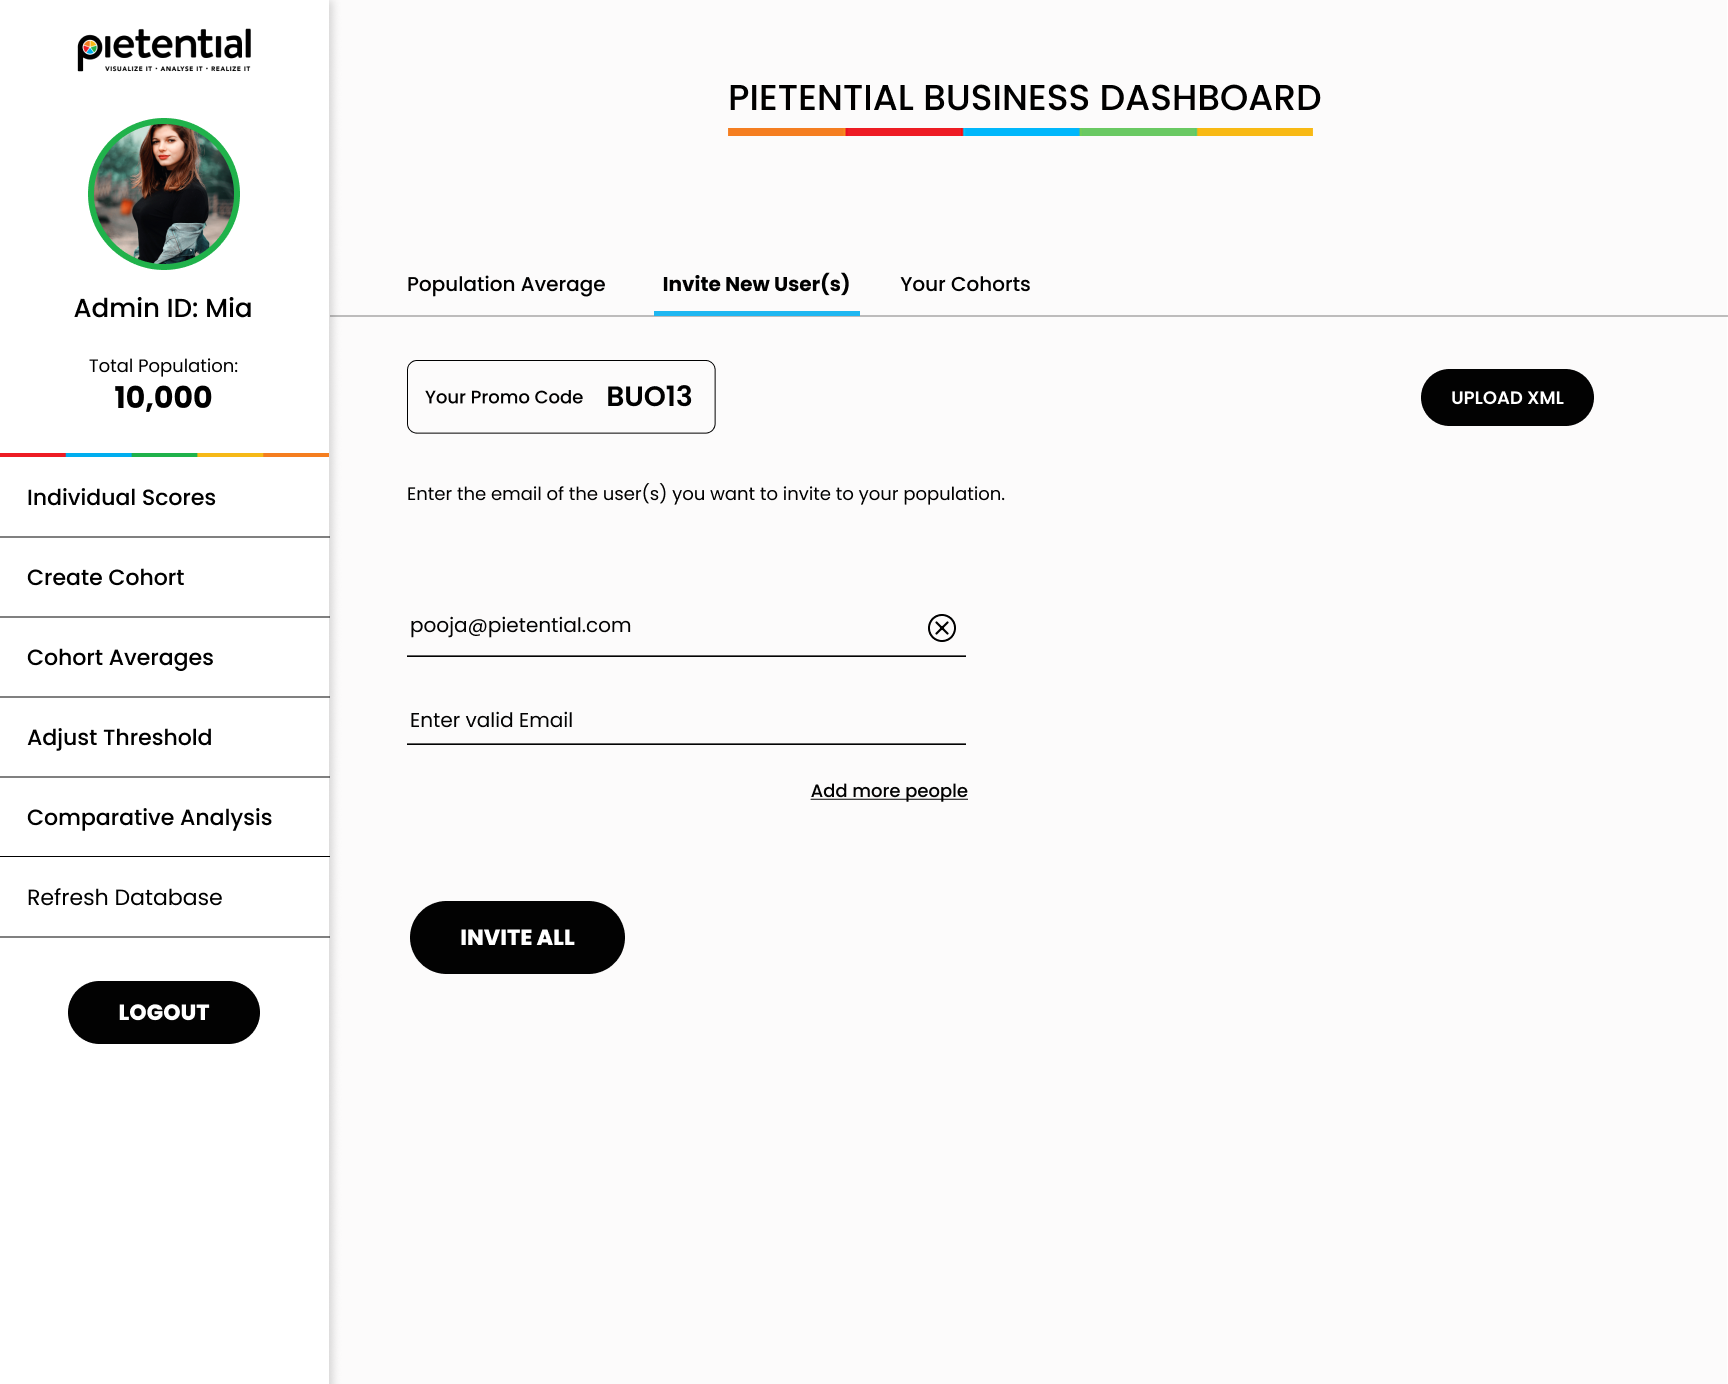 pietential
VISUALIZE IT • ANALYSE IT • REALIZE IT
Admin ID: Mia
Total Population:
10,000
Individual Scores
Create Cohort
Cohort Averages
Adjust Threshold
Comparative Analysis
Refresh Database
LOGOUT
PIETENTIAL BUSINESS DASHBOARD
Population Average
Invite New User(s)
Your Cohorts
Your Promo Code BUO13
UPLOAD XML
Enter the email of the user(s) you want to invite to your population.
pooja@pietential.com
Enter valid Email
Add more people
INVITE ALL